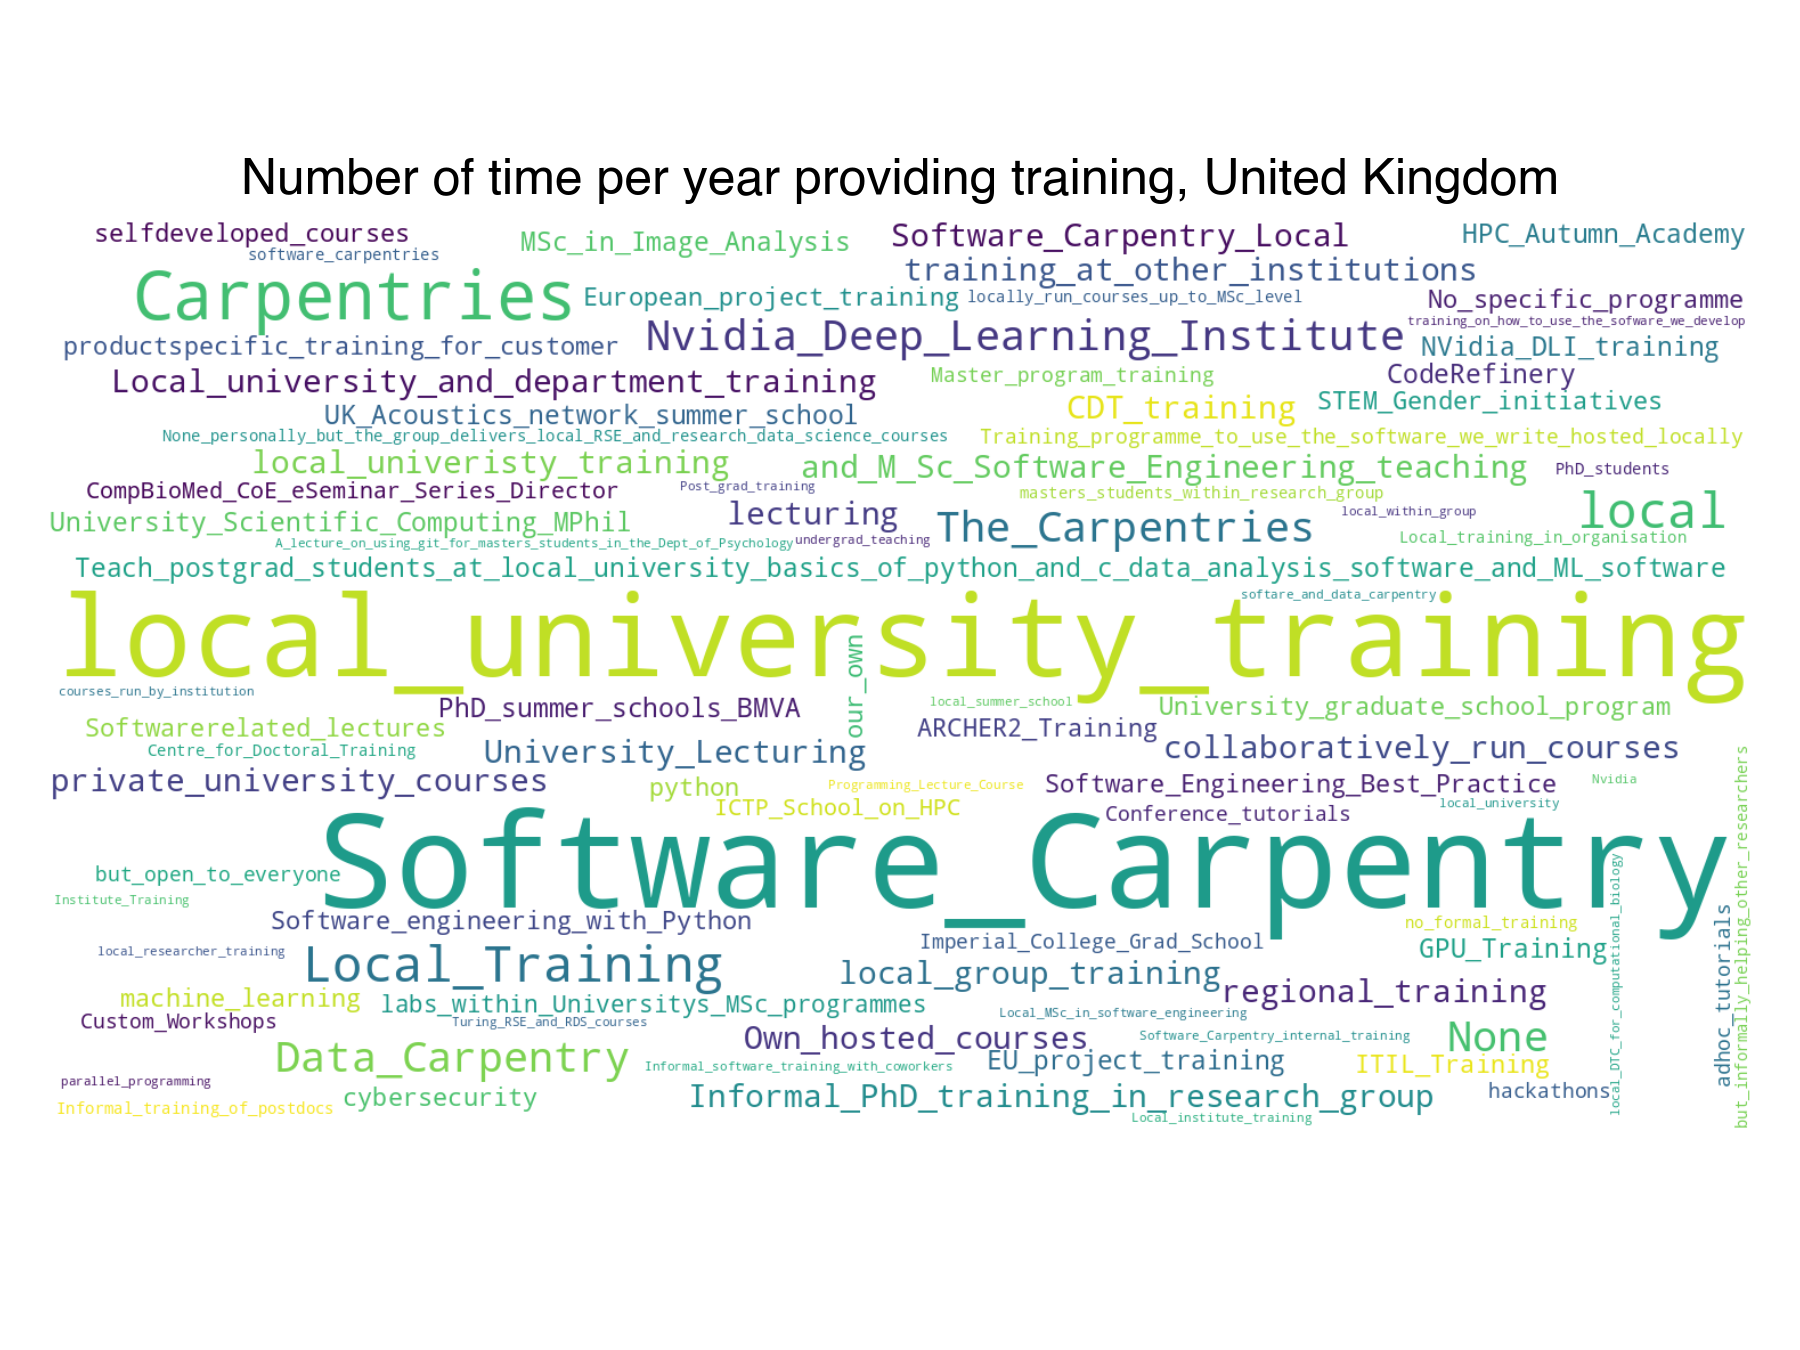 Number of time per year providing training, United Kingdom
selfdeveloped_courses
MSc_in_Image_Analysis
Software_Carpentry_Local
HPC_Autumn_Academy
software_carpentries
Carpentries
training_at_other_institutions
European_project_training
locally_run_courses_up_to_MSc_level
No_specific_programme
training_on_how_to_use_the_sofware_we_develop
productspecific_training_for_customer
Nvidia_Deep_Learning_Institute
NVidia_DLI_training
Local_university_and_department_training
Master_program_training
CodeRefinery
UK_Acoustics_network_summer_school
CDT_training
STEM_Gender_initiatives
None_personally_but_the_group_delivers_local_RSE_and_research_data_science_courses
Training_programme_to_use_the_software_we_write_hosted_locally
local_univeristy_training
and_M_Sc_Software_Engineering_teaching
PhD_students
CompBioMed_CoE_eSeminar_Series_Director
Post_grad_training
masters_students_within_research_group
University_Scientific_Computing_MPhil
lecturing
The_Carpentries
local_within_group
local
A_lecture_on_using_git_for_masters_students_in_the_Dept_of_Psychology
undergrad_teaching
Local_training_in_organisation
Teach_postgrad_students_at_local_university_basics_of_python_and_c_data_analysis_software_and_ML_software
softare_and_data_carpentry
local_university_training
our_own
courses_run_by_institution
PhD_summer_schools_BMVA
local_summer_school
University_graduate_school_program
Softwarerelated_lectures
ARCHER2_Training
Centre_for_Doctoral_Training
University_Lecturing
collaboratively_run_courses
private_university_courses
python
Programming_Lecture_Course
Software_Engineering_Best_Practice
Nvidia
ICTP_School_on_HPC
Conference_tutorials
local_university
but_informally_helping_other_researchers
Software_Carpentry
but_open_to_everyone
Institute_Training
local_DTC_for_computational_biology
adhoc_tutorials
Software_engineering_with_Python
no_formal_training
local_researcher_training
Local_Training
Imperial_College_Grad_School
GPU_Training
local_group_training
regional_training
machine_learning
labs_within_Universitys_MSc_programmes
Custom_Workshops
Turing_RSE_and_RDS_courses
Local_MSc_in_software_engineering
Own_hosted_courses
Software_Carpentry_internal_training
None
Data_Carpentry
Informal_software_training_with_coworkers
EU_project_training
ITIL_Training
parallel_programming
cybersecurity
Informal_PhD_training_in_research_group
hackathons
Informal_training_of_postdocs
Local_institute_training